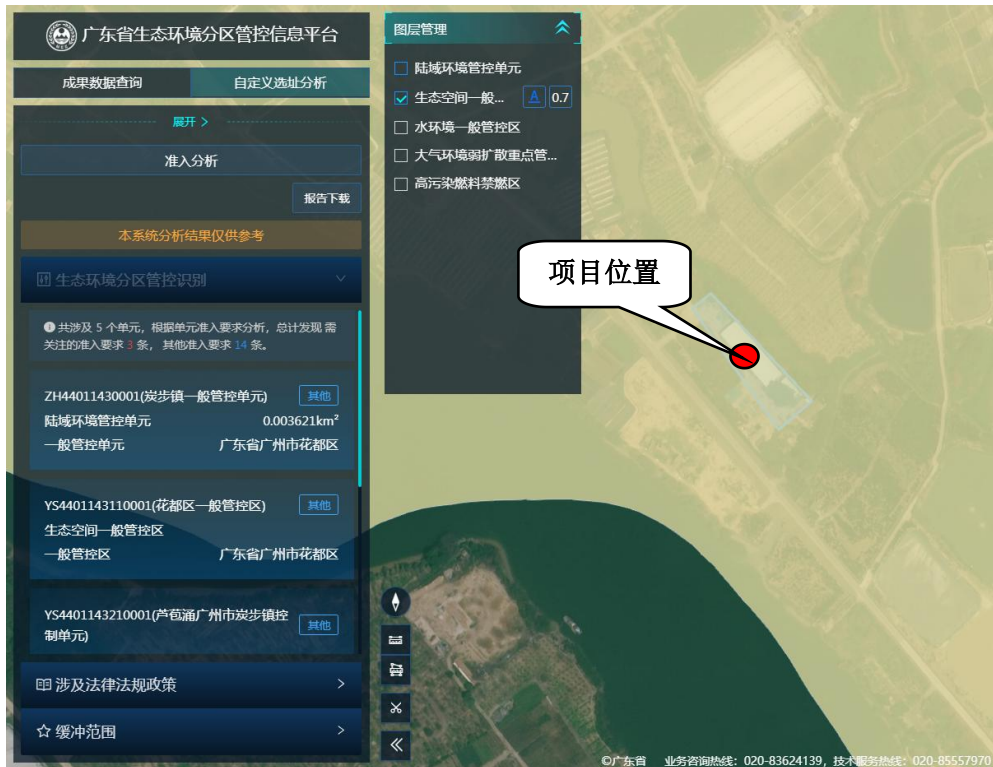 广东省生态环境分区管控信息平台
成果数据查询
自定义选址分析
展开 >
准入分析
报告下载
本系统分析结果仅供参考
生态环境分区管控识别
共涉及 5 个单元，根据单元准入要求分析，总计发现 需
关注的准入要求 3 条， 其他准入要求 14 条。
ZH44011430001(炭步镇一般管控单元)
其他
陆域环境管控单元
0.003621km²
一般管控单元
广东省广州市花都区
YS4401143110001(花都区一般管控区)
其他
生态空间一般管控区
一般管控区
广东省广州市花都区
YS4401143210001(芦苞涌广州市炭步镇控
制单元)
其他
涉及法律法规政策
缓冲范围
图层管理
陆域环境管控单元
生态空间一般...
A
0.7
水环境一般管控区
大气环境弱扩散重点管...
高污染燃料禁燃区
项目位置
©广东省 业务咨询热线：020-83624139，技术服务热线：020-85557970